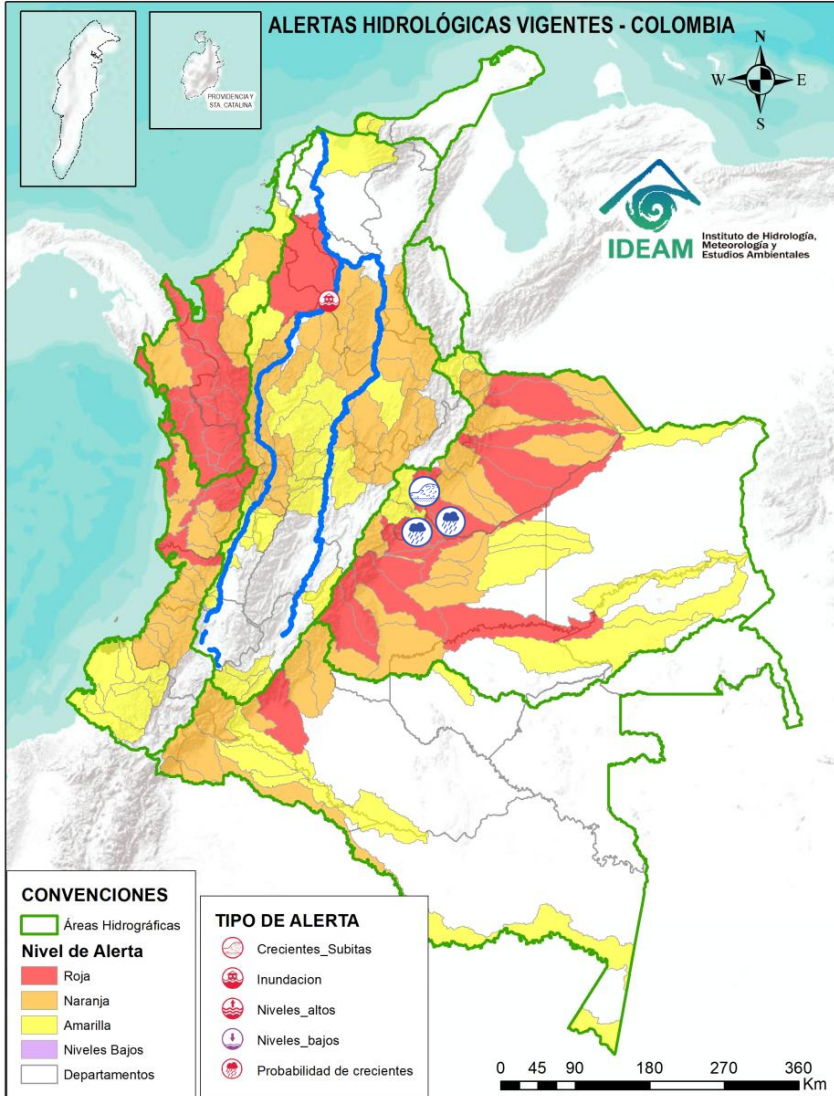 ALERTAS HIDROLÓGICAS VIGENTES - COLOMBIA
PROVIDENCIA Y
STA. CATALINA
N
W
E
S
IDEAM
Instituto de Hidrología,
Meteorología y
Estudios Ambientales
CONVENCIONES
Áreas Hidrográficas
Nivel de Alerta
Roja
Naranja
Amarilla
Niveles Bajos
Departamentos
TIPO DE ALERTA
Crecientes_Subitas
Inundacion
Niveles_altos
Niveles_bajos
Probabilidad de crecientes
0 45 90 180 270 360
Km